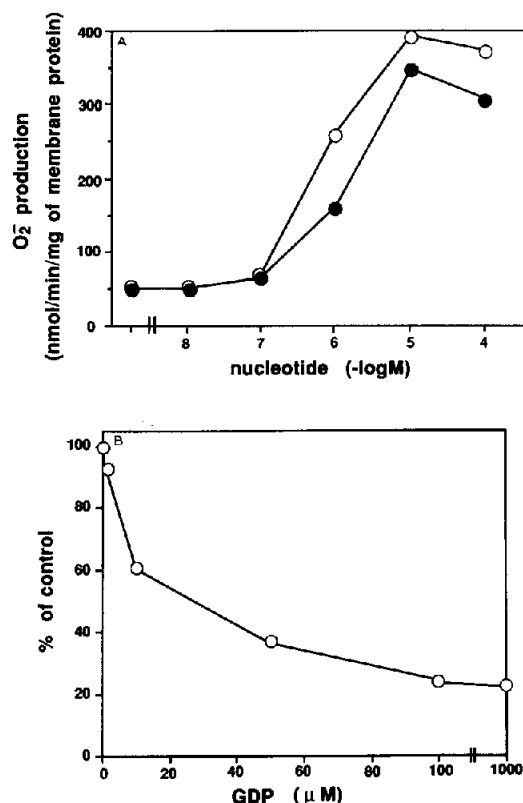 A
400
300
200
100
0
O₂⁻ production
(nmol/min/mg of membrane protein)
8 7 6 5 4
nucleotide (-logM)
B
100
80
60
40
20
0
% of control
0 20 40 60 80 100 1000
GDP (μM)